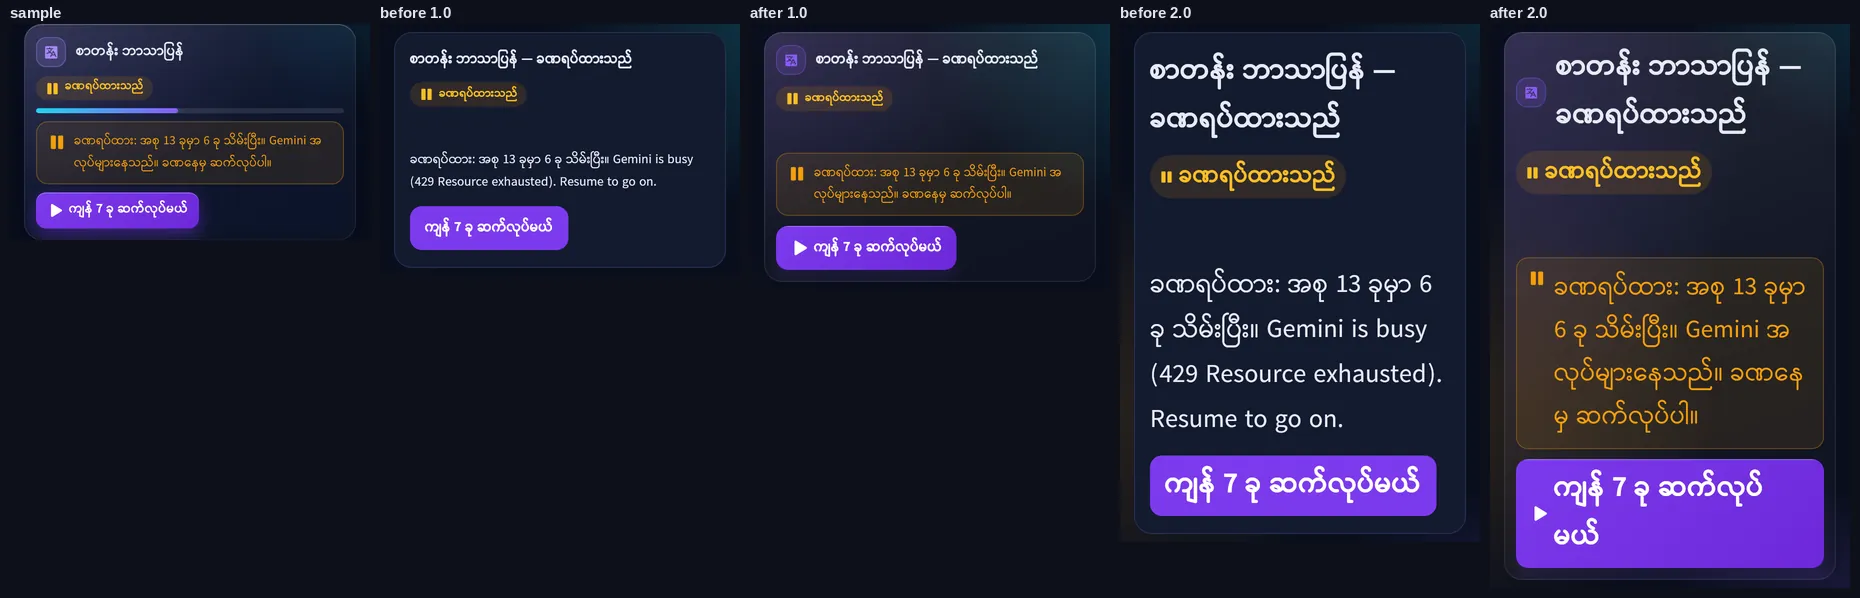 sample
စာတန်း ဘာသာပြန်
ခဏရပ်ထားသည်
ခဏရပ်ထား: အစု 13 ခုမှာ 6 ခု သိမ်းပြီး။ Gemini အ
လုပ်များနေသည်။ ခဏနေမှ ဆက်လုပ်ပါ။
ကျန် 7 ခု ဆက်လုပ်မယ်
before 1.0
စာတန်း ဘာသာပြန် — ခဏရပ်ထားသည်
ခဏရပ်ထားသည်
ခဏရပ်ထား: အစု 13 ခုမှာ 6 ခု သိမ်းပြီး။ Gemini is busy
(429 Resource exhausted). Resume to go on.
ကျန် 7 ခု ဆက်လုပ်မယ်
after 1.0
စာတန်း ဘာသာပြန် — ခဏရပ်ထားသည်
ခဏရပ်ထားသည်
ခဏရပ်ထား: အစု 13 ခုမှာ 6 ခု သိမ်းပြီး။ Gemini အ
လုပ်များနေသည်။ ခဏနေမှ ဆက်လုပ်ပါ။
ကျန် 7 ခု ဆက်လုပ်မယ်
before 2.0
စာတန်း ဘာသာပြန် —
ခဏရပ်ထားသည်
ခဏရပ်ထားသည်
ခဏရပ်ထား: အစု 13 ခုမှာ 6
ခု သိမ်းပြီး။ Gemini is busy
(429 Resource exhausted).
Resume to go on.
ကျန် 7 ခု ဆက်လုပ်မယ်
after 2.0
စာတန်း ဘာသာပြန် —
ခဏရပ်ထားသည်
ခဏရပ်ထားသည်
ခဏရပ်ထား: အစု 13 ခုမှာ
6 ခု သိမ်းပြီး။ Gemini အ
လုပ်များနေသည်။ ခဏနေ
မှ ဆက်လုပ်ပါ။
ကျန် 7 ခု ဆက်လုပ်
မယ်